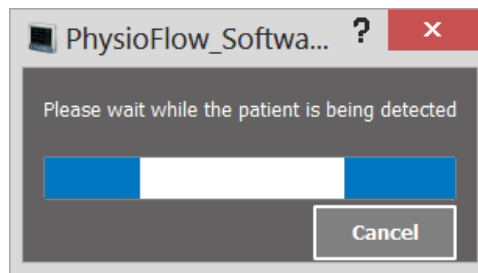 PhysioFlow_Softwa... ? ×
Please wait while the patient is being detected
Cancel